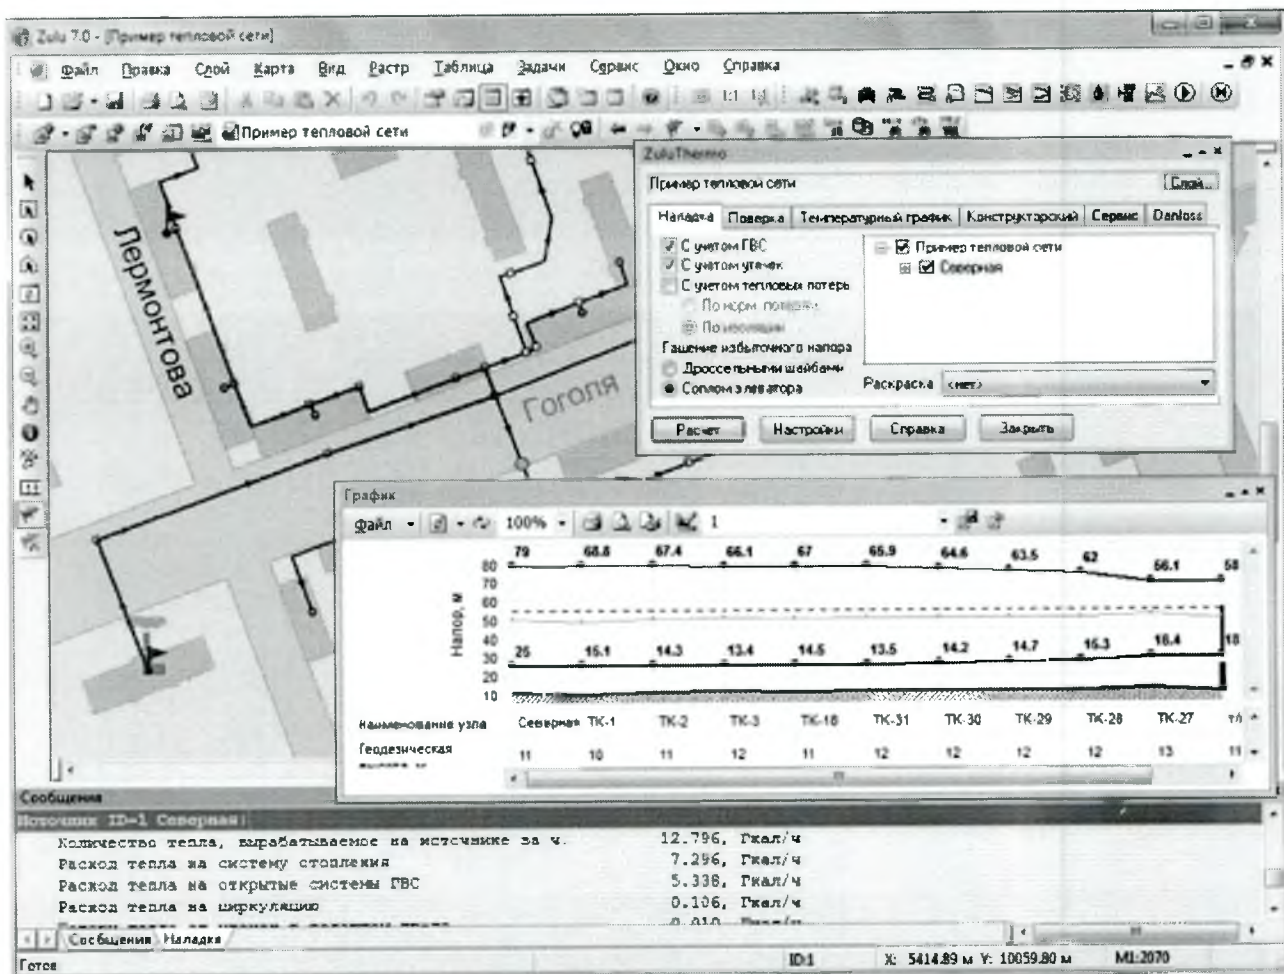 Zulu 7.0 - [Пример тепловой сети]
Файл Правка Слой Карта Вид Растр Таблица Задачи Сервис Окно Справка
1:1
Пример тепловой сети
ZuluThermo
Пример тепловой сети Слой...
Наладка Поверка Температурный график Конструкторский Сервис Danfoss
С учетом ГВС
С учетом утечек
С учетом тепловых потерь
По норм. потерям
По изоляции
Гашение избыточного напора
Дроссельными шайбами
Соплом элеватора
Пример тепловой сети
Северная
Раскраска <нет>
Расчет Настройки Справка Закрыть
Лермонтова
Гоголя
График
Файл 100% 1
Напор, м
80
70
60
50
40
30
20
10
79 68.8 67.4 66.1 67 65.9 64.6 63.5 62 56.1 58
25 15.1 14.3 13.4 14.5 13.5 14.2 14.7 15.3 16.4 18
Наименование узла Северная ТК-1 ТК-2 ТК-3 ТК-18 ТК-31 ТК-30 ТК-29 ТК-28 ТК-27
Геодезическая 11 10 11 12 11 12 12 12 12 13 11
Сообщения
Источник ID=1 Северная:
Количество тепла, вырабатываемое на источнике за ч. 12.796, Гкал/ч
Расход тепла на систему отопления 7.296, Гкал/ч
Расход тепла на открытые системы ГВС 5.338, Гкал/ч
Расход тепла на циркуляцию 0.106, Гкал/ч
0.010
Сообщения Наладка
Готов ID:1 X: 5414.89 м Y: 10059.80 м М1:2070